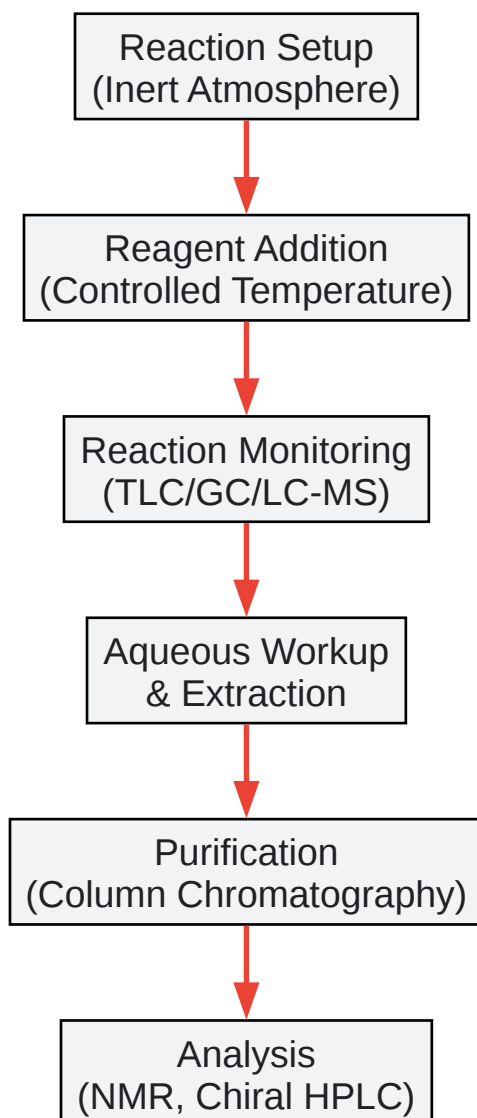 Reaction Setup
(Inert Atmosphere)
Reagent Addition
(Controlled Temperature)
Reaction Monitoring
(TLC/GC/LC-MS)
Aqueous Workup
& Extraction
Purification
(Column Chromatography)
Analysis
(NMR, Chiral HPLC)